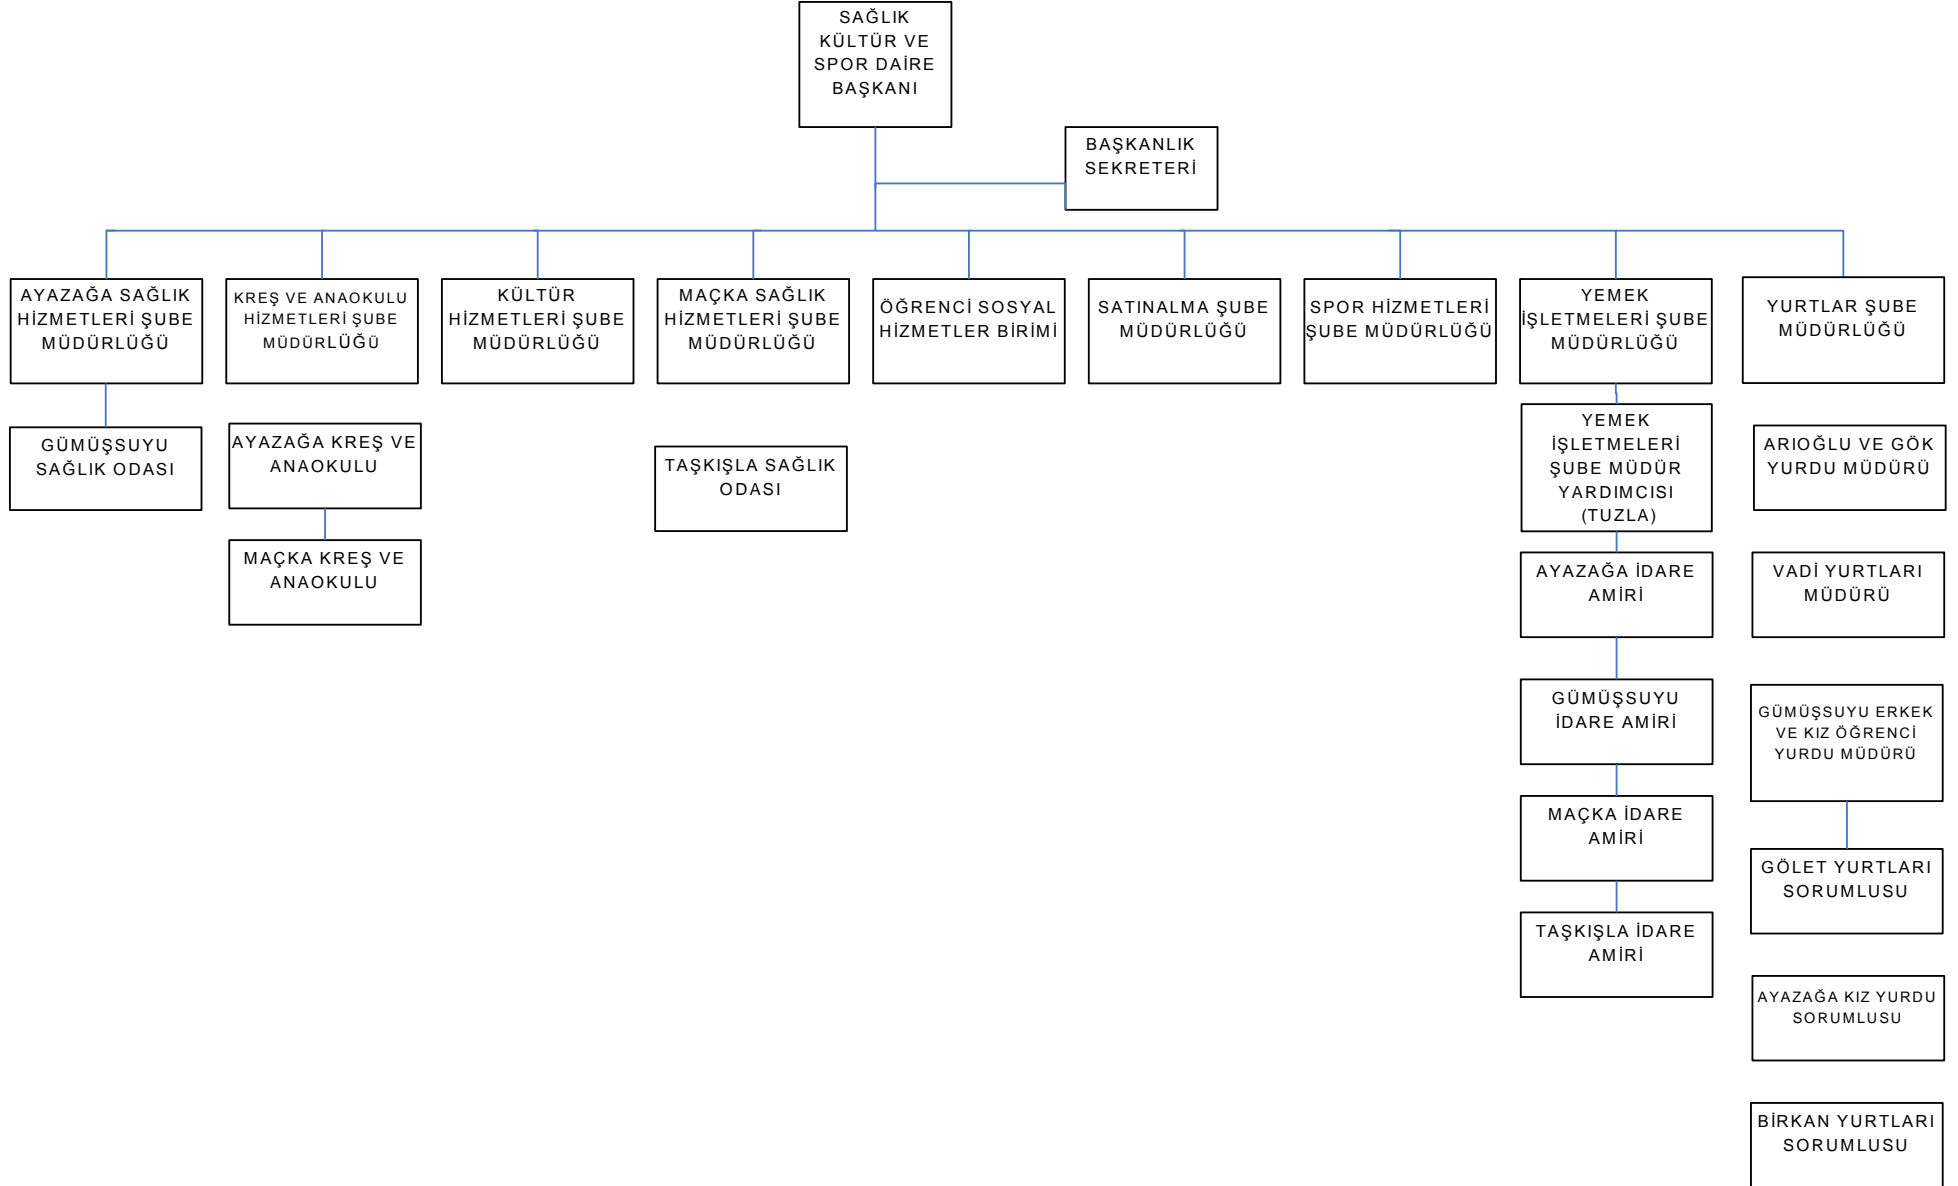 SAĞLIK
KÜLTÜR VE
SPOR DAİRE
BAŞKANI
BAŞKANLIK
SEKRETERİ
AYAZAĞA SAĞLIK
HİZMETLERİ ŞUBE
MÜDÜRLÜĞÜ
KREŞ VE ANAOKULU
HİZMETLERİ ŞUBE
MÜDÜRLÜĞÜ
KÜLTÜR
HİZMETLERİ ŞUBE
MÜDÜRLÜĞÜ
MAÇKA SAĞLIK
HİZMETLERİ ŞUBE
MÜDÜRLÜĞÜ
ÖĞRENCİ SOSYAL
HİZMETLER BİRİMİ
SATINALMA ŞUBE
MÜDÜRLÜĞÜ
SPOR HİZMETLERİ
ŞUBE MÜDÜRLÜĞÜ
YEMEK
İŞLETMELERİ ŞUBE
MÜDÜRLÜĞÜ
YURTLAR ŞUBE
MÜDÜRLÜĞÜ
GÜMÜŞSUYU
SAĞLIK ODASI
AYAZAĞA KREŞ VE
ANAOKULU
MAÇKA KREŞ VE
ANAOKULU
TAŞKIŞLA SAĞLIK
ODASI
YEMEK
İŞLETMELERİ
ŞUBE MÜDÜR
YARDIMCISI
(TUZLA)
AYAZAĞA İDARE
AMİRİ
GÜMÜŞSUYU
İDARE AMİRİ
MAÇKA İDARE
AMİRİ
TAŞKIŞLA İDARE
AMİRİ
ARIOĞLU VE GÖK
YURDU MÜDÜRÜ
VADİ YURTLARI
MÜDÜRÜ
GÜMÜŞSUYU ERKEK
VE KIZ ÖĞRENCİ
YURDU MÜDÜRÜ
GÖLET YURTLARI
SORUMLUSU
AYAZAĞA KIZ YURDU
SORUMLUSU
BİRKAN YURTLARI
SORUMLUSU